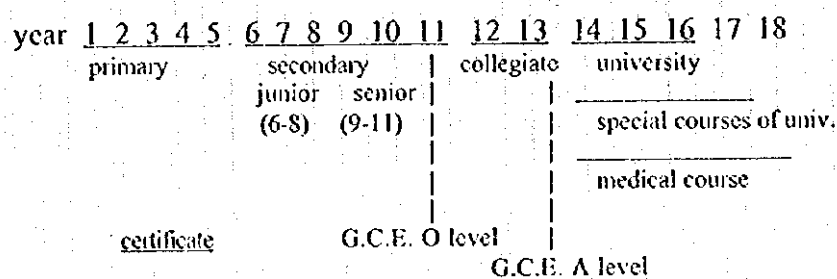 year 1 2 3 4 5 6 7 8 9 10 11 12 13 14 15 16 17 18
primary secondary collegiate university
junior senior
(6-8) (9-11)
special courses of univ.
medical course
certificate G.C.E. O level
G.C.E. A level